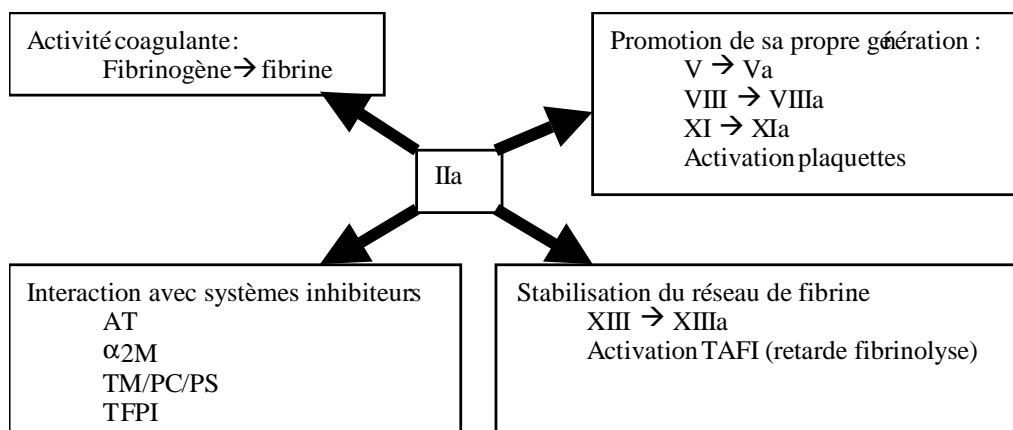 Activité coagulante:
Fibrinogène → fibrine
Promotion de sa propre génération :
V → Va
VIII → VIIIa
XI → XIa
Activation plaquettes
IIa
Interaction avec systèmes inhibiteurs:
AT
α2M
TM/PC/PS
TFPI
Stabilisation du réseau de fibrine
XIII → XIIIa
Activation TAFI (retarde fibrinolyse)